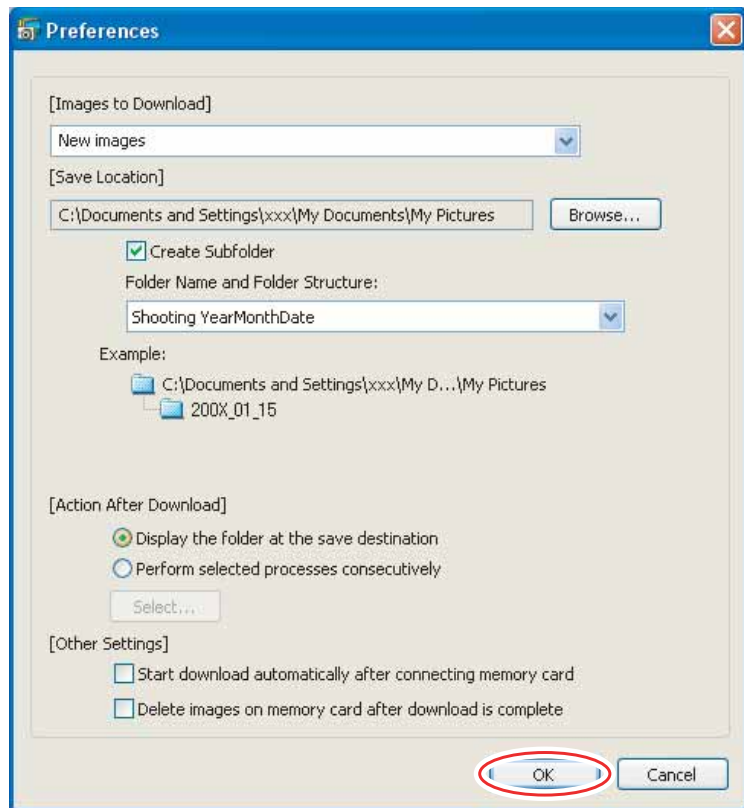 Preferences
[Images to Download]
New images
[Save Location]
C:\Documents and Settings\xxx\My Documents\My Pictures
Browse...
Create Subfolder
Folder Name and Folder Structure:
Shooting YearMonthDate
Example:
C:\Documents and Settings\xxx\My D...\My Pictures
200X_01_15
[Action After Download]
Display the folder at the save destination
Perform selected processes consecutively
Select...
[Other Settings]
Start download automatically after connecting memory card
Delete images on memory card after download is complete
OK
Cancel